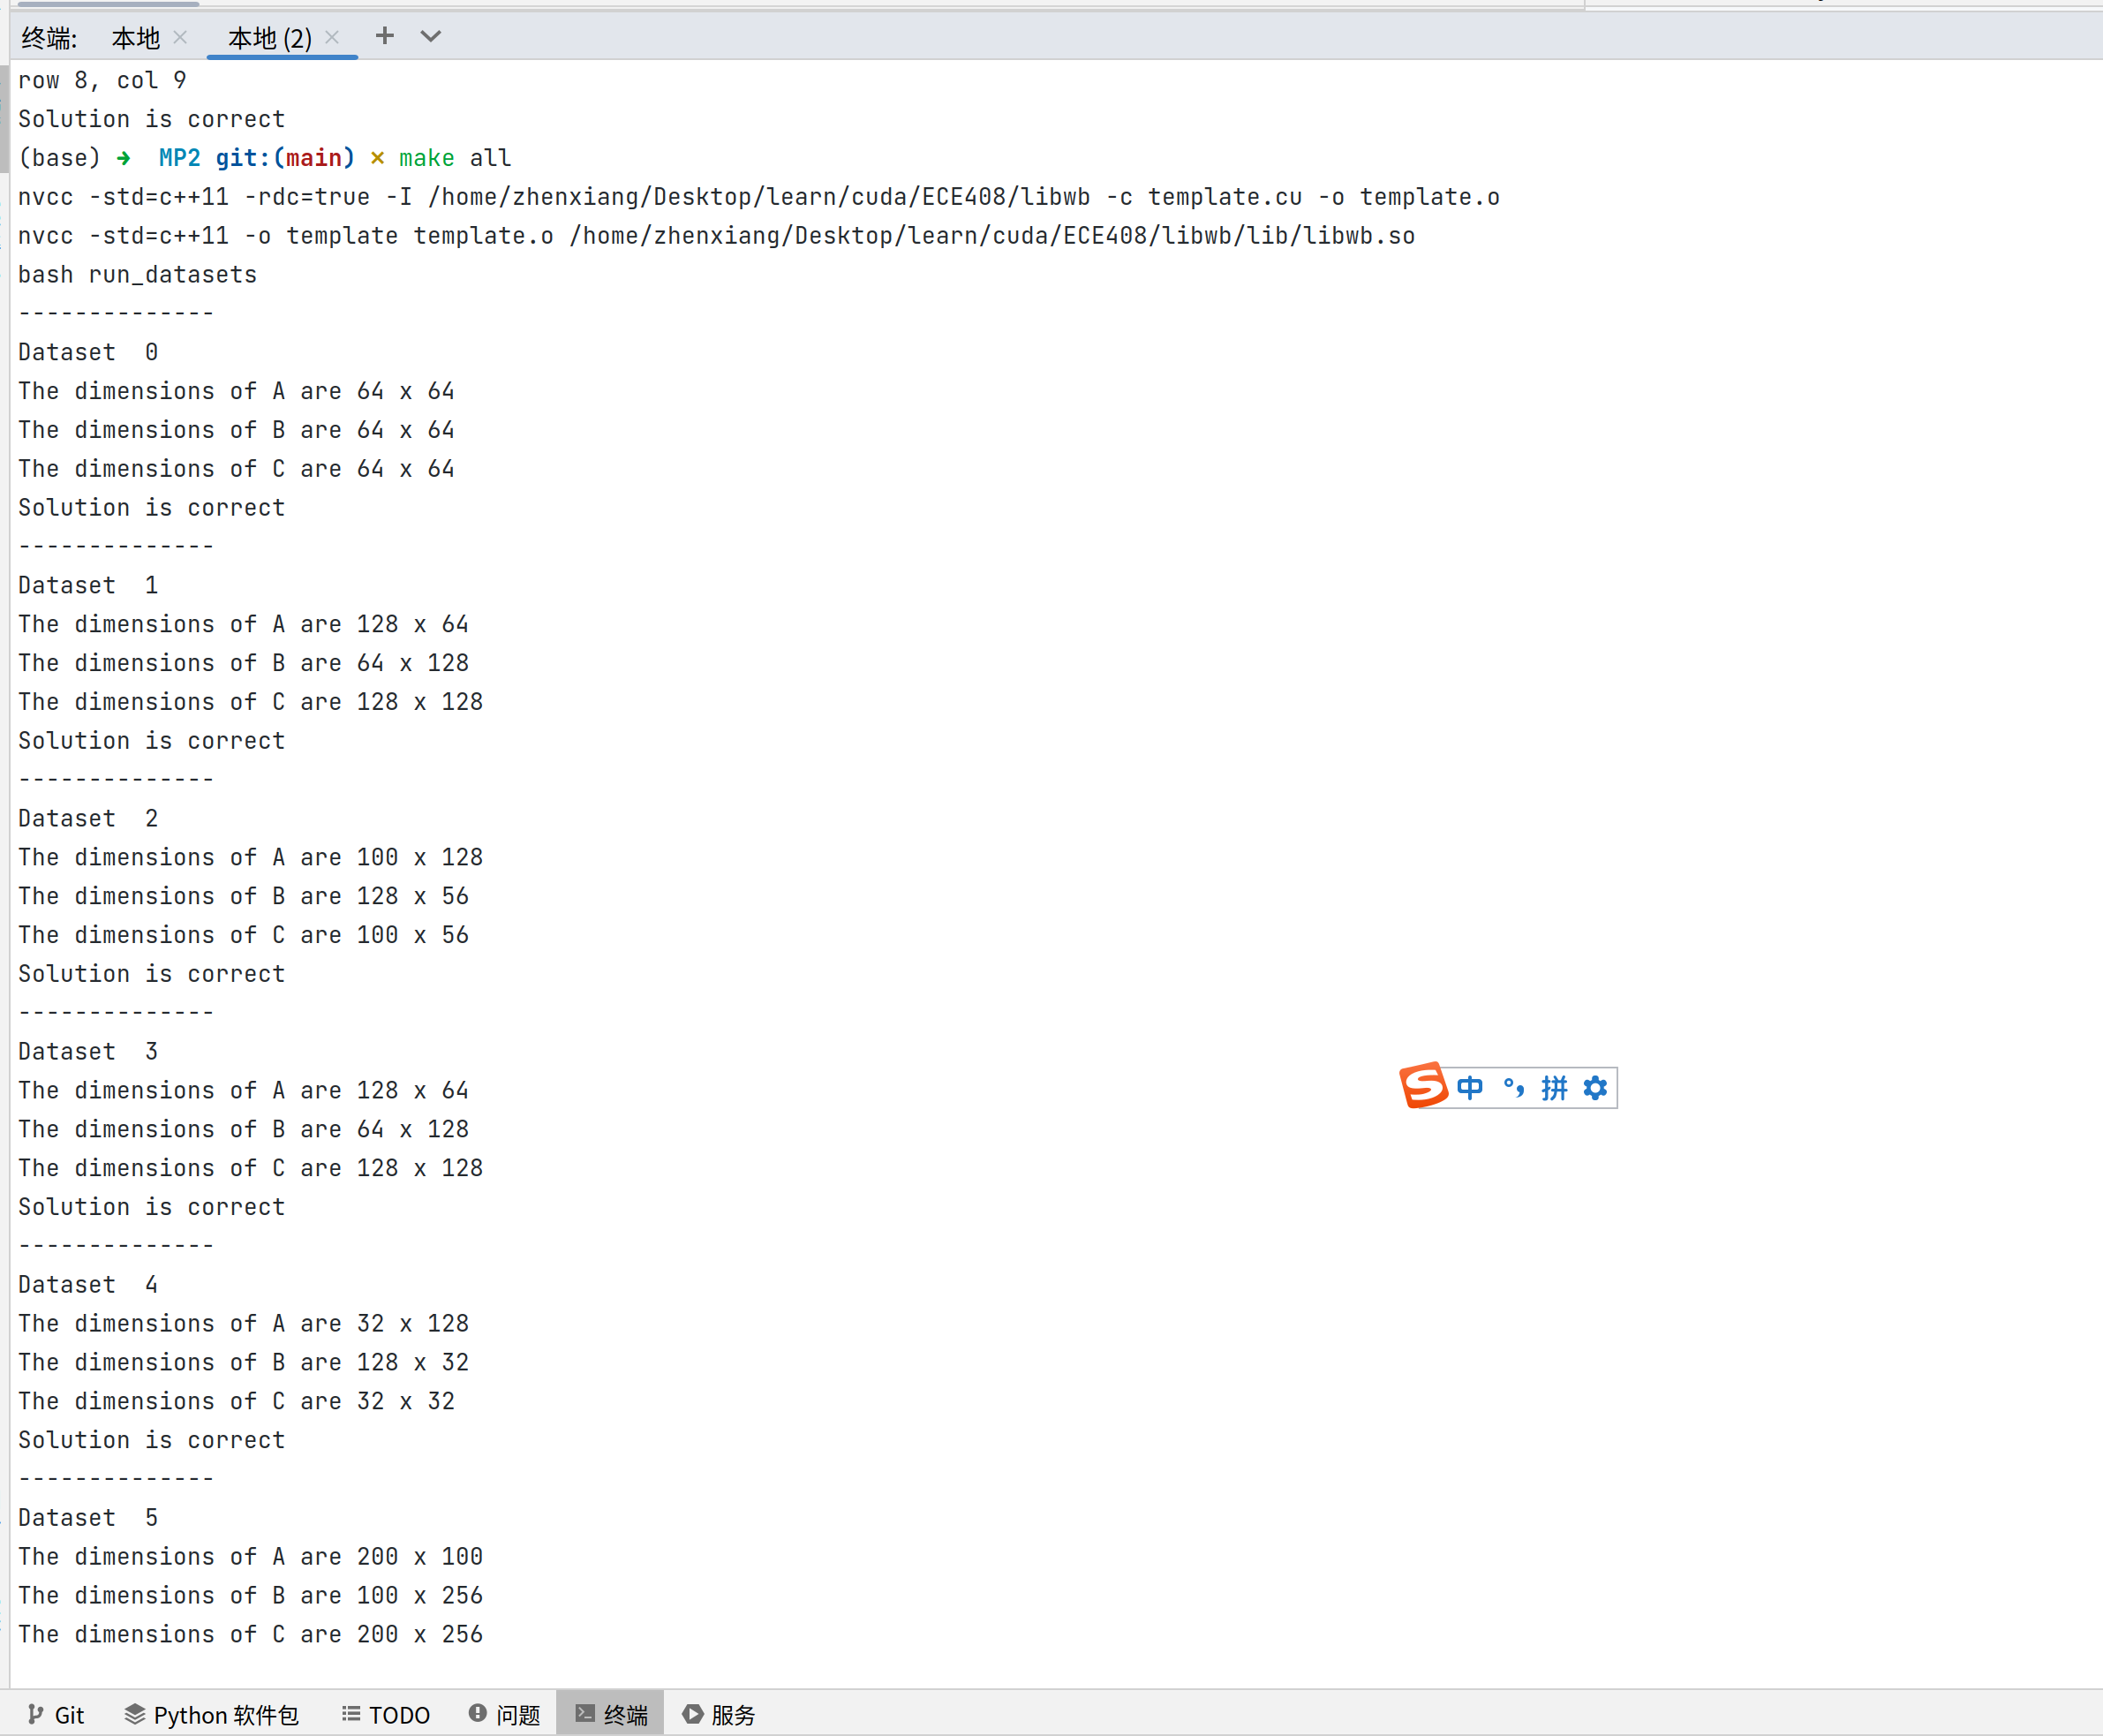 终端: 本地 × 本地 (2) × +
row 8, col 9
Solution is correct
(base) ➜  MP2 git:(main) × make all
nvcc -std=c++11 -rdc=true -I /home/zhenxiang/Desktop/learn/cuda/ECE408/libwb -c template.cu -o template.o
nvcc -std=c++11 -o template template.o /home/zhenxiang/Desktop/learn/cuda/ECE408/libwb/lib/libwb.so
bash run_datasets
--------------
Dataset  0
The dimensions of A are 64 x 64
The dimensions of B are 64 x 64
The dimensions of C are 64 x 64
Solution is correct
--------------
Dataset  1
The dimensions of A are 128 x 64
The dimensions of B are 64 x 128
The dimensions of C are 128 x 128
Solution is correct
--------------
Dataset  2
The dimensions of A are 100 x 128
The dimensions of B are 128 x 56
The dimensions of C are 100 x 56
Solution is correct
--------------
Dataset  3
The dimensions of A are 128 x 64
The dimensions of B are 64 x 128
The dimensions of C are 128 x 128
Solution is correct
--------------
Dataset  4
The dimensions of A are 32 x 128
The dimensions of B are 128 x 32
The dimensions of C are 32 x 32
Solution is correct
--------------
Dataset  5
The dimensions of A are 200 x 100
The dimensions of B are 100 x 256
The dimensions of C are 200 x 256
S 中 °, 拼
Git Python 软件包 TODO 问题 终端 服务